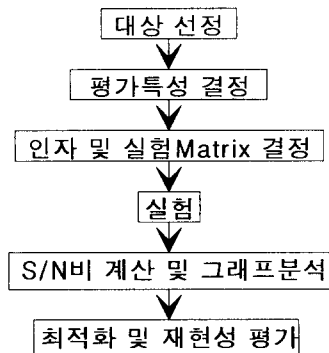 대상 선정
평가특성 결정
인자 및 실험Matrix 결정
실험
S/N비 계산 및 그래프분석
최적화 및 재현성 평가